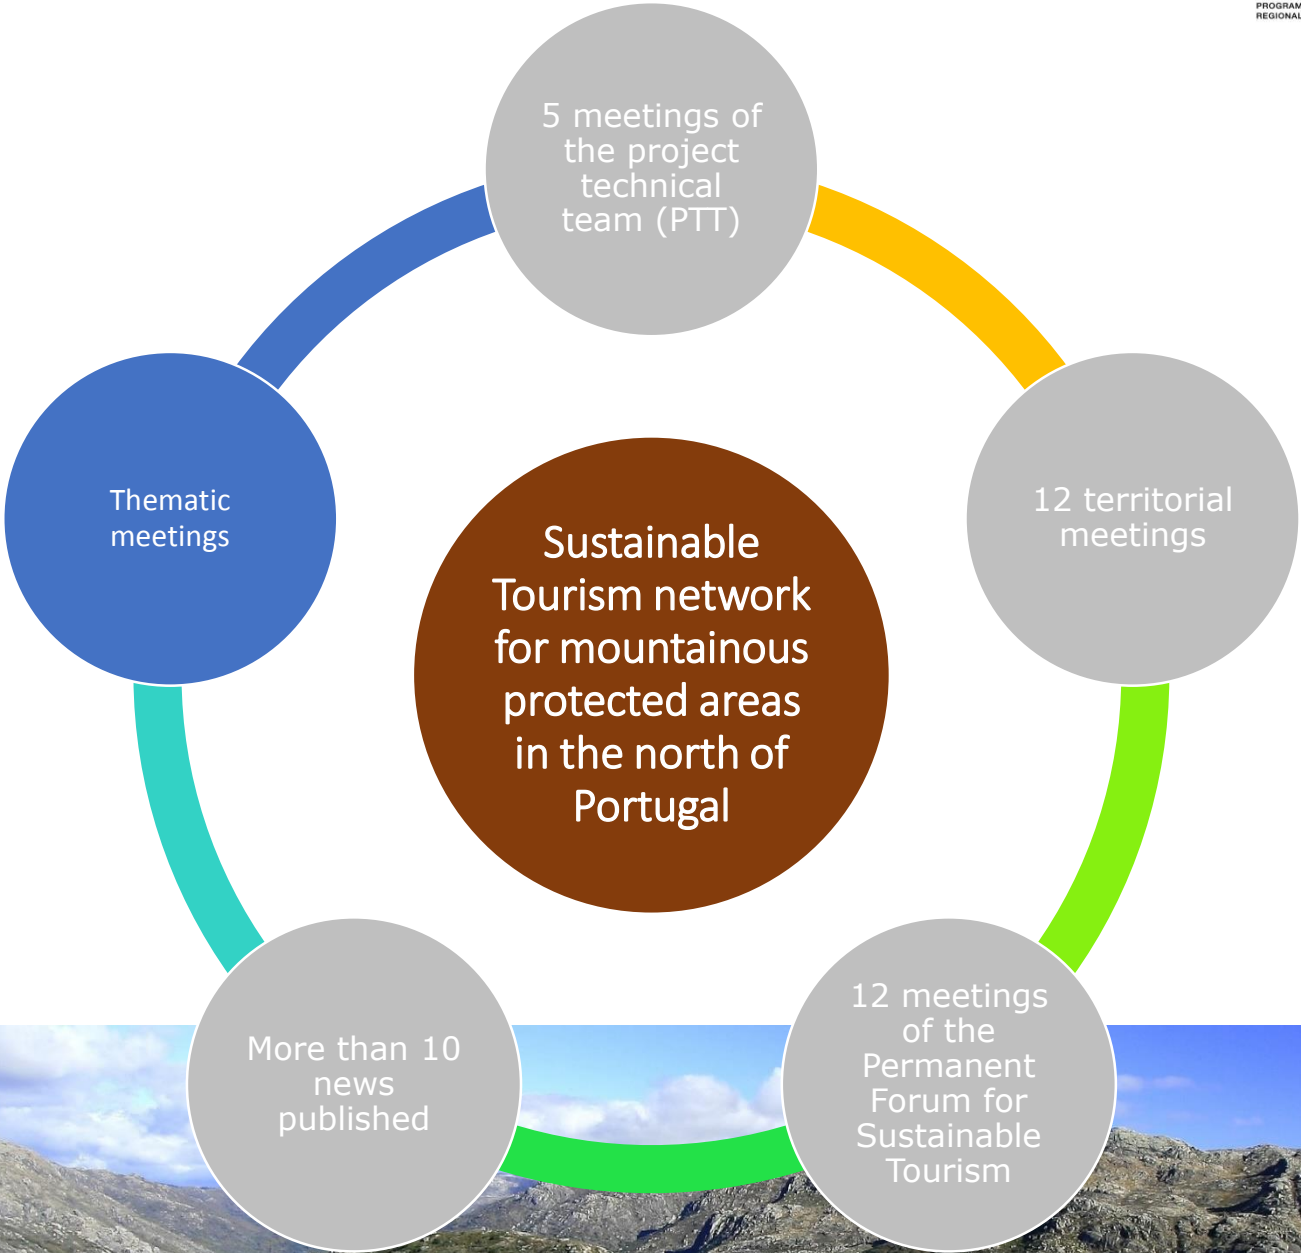 PROGRAM
REGIONAL
5 meetings of
the project
technical
team (PTT)
12 territorial
meetings
12 meetings
of the
Permanent
Forum for
Sustainable
Tourism
More than 10
news
published
Thematic
meetings
Sustainable
Tourism network
for mountainous
protected areas
in the north of
Portugal